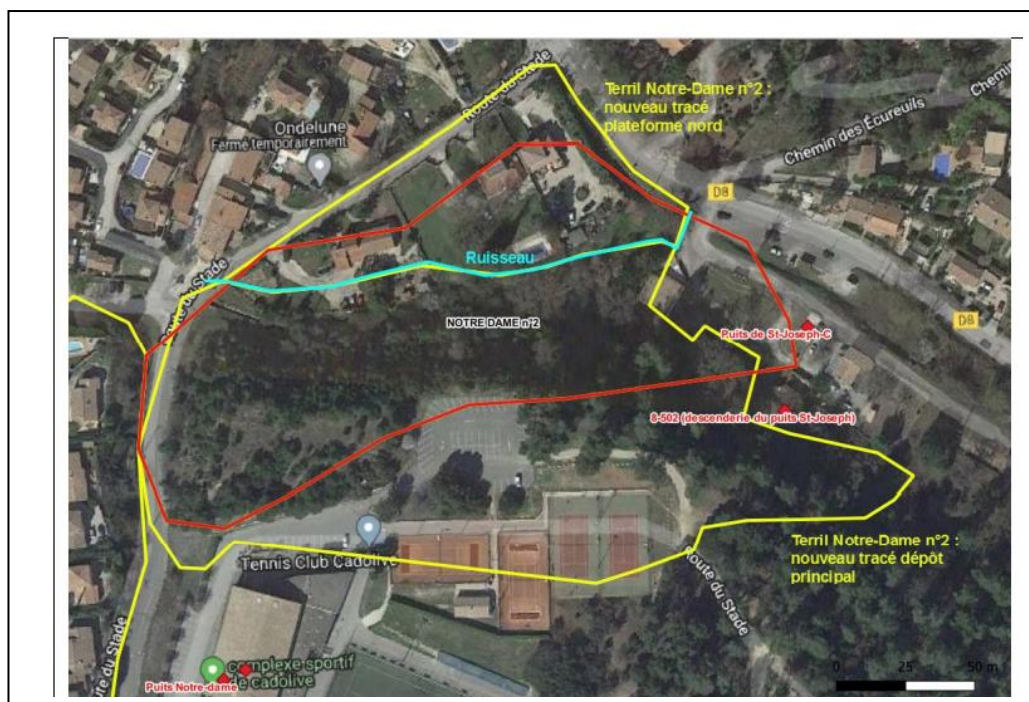 Route du Stade
Terril Notre-Dame n°2 :
nouveau tracé
plateforme nord
Chemin
Chemin des Écureuils
Ondelune
Fermé temporairement
D8
Ruisseau
Route du Stade
NOTRE DAME n°2
D8
Puits de St-Joseph-C
8-502 (descenderie du puits St-Joseph)
Terril Notre-Dame n°2 :
nouveau tracé dépôt
principal
Tennis Club Cadolive
Route du Stade
complexe sportif
de cadolive
Puits Notre-dame
Route du Stade
0 25 50 m